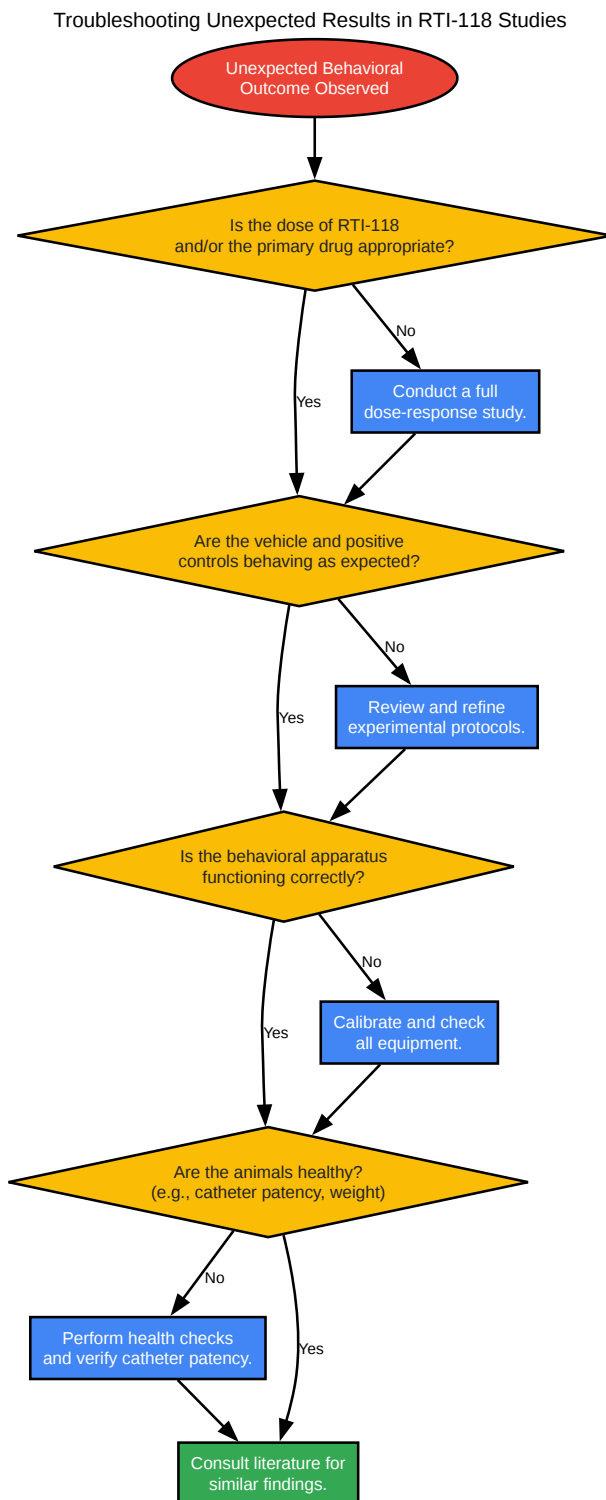 Troubleshooting Unexpected Results in RTI-118 Studies
Unexpected Behavioral
Outcome Observed
Is the dose of RTI-118
and/or the primary drug appropriate?
No
Yes
Conduct a full
dose-response study.
Are the vehicle and positive
controls behaving as expected?
No
Yes
Review and refine
experimental protocols.
Is the behavioral apparatus
functioning correctly?
No
Yes
Calibrate and check
all equipment.
Are the animals healthy?
(e.g., catheter patency, weight)
No
Yes
Perform health checks
and verify catheter patency.
Consult literature for
similar findings.